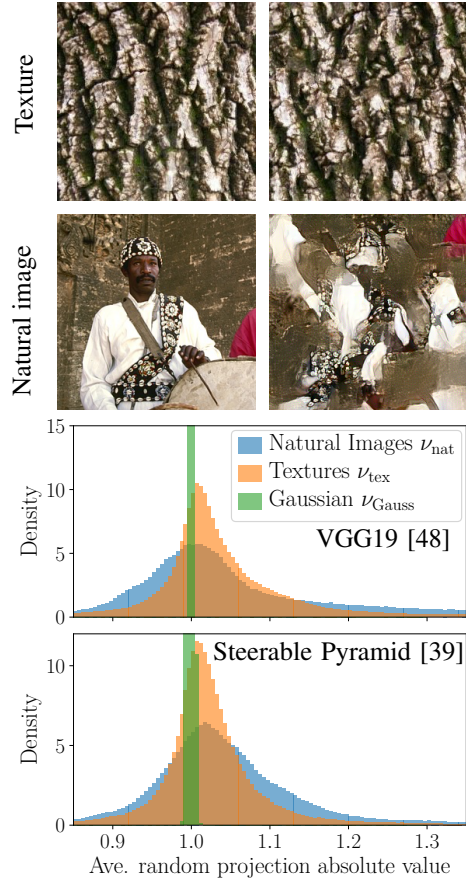 Texture
Natural image
15
10
5
0
Density
Natural Images ν_nat
Textures ν_tex
Gaussian ν_Gauss
VGG19 [48]
10
5
0
Density
Steerable Pyramid [39]
0.9 1.0 1.1 1.2 1.3
Ave. random projection absolute value